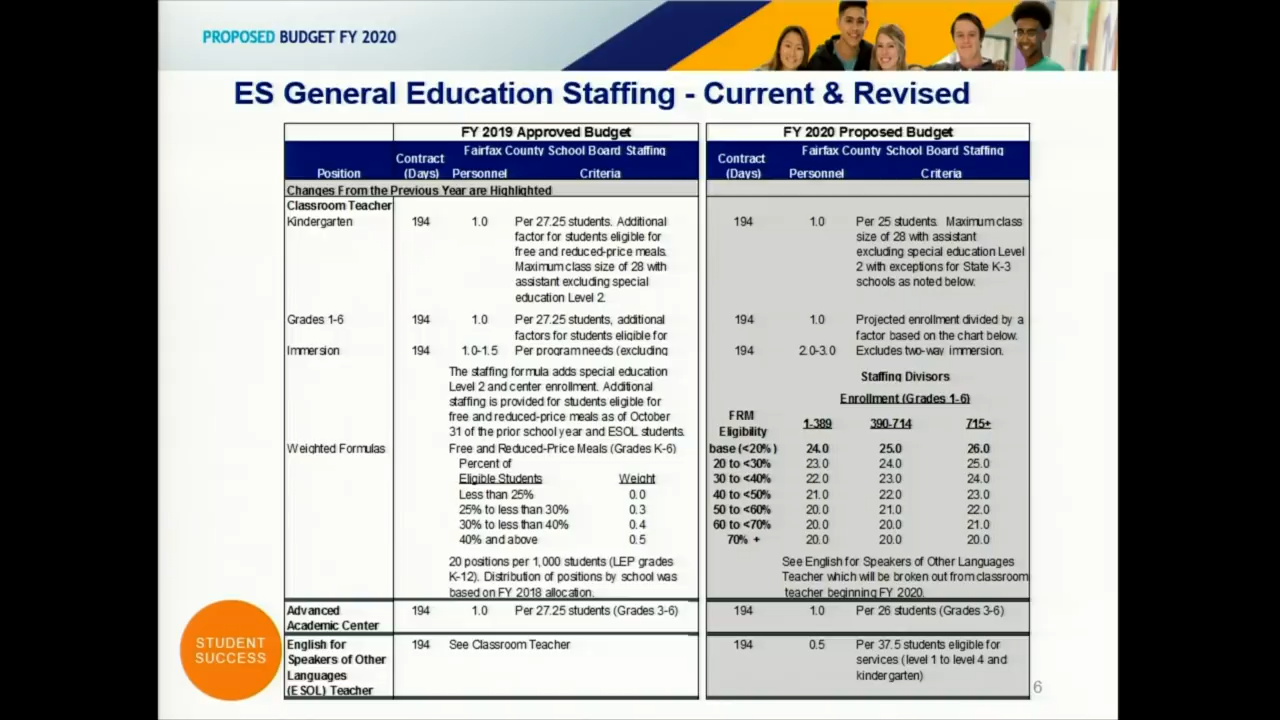 PROPOSED BUDGET FY 2020
ES General Education Staffing - Current & Revised
FY 2019 Approved Budget
Fairfax County School Board Staffing
Position
Contract (Days)
Personnel
Criteria
Changes From the Previous Year are Highlighted
Classroom Teacher
Kindergarten 194 1.0 Per 27.25 students. Additional
factor for students eligible for
free and reduced-price meals.
Maximum class size of 28 with
assistant excluding special
education Level 2.
Grades 1-6 194 1.0 Per 27.25 students, additional
factors for students eligible for
Immersion 194 1.0-1.5 Per program needs (excluding
The staffing formula adds special education
Level 2 and center enrollment. Additional
staffing is provided for students eligible for
free and reduced-price meals as of October
31 of the prior school year and ESOL students.
Weighted Formulas Free and Reduced-Price Meals (Grades K-6)
Percent of
Eligible Students Weight
Less than 25% 0.0
25% to less than 30% 0.3
30% to less than 40% 0.4
40% and above 0.5
20 positions per 1,000 students (LEP grades
K-12). Distribution of positions by school was
based on FY 2018 allocation.
Advanced
Academic Center
194 1.0 Per 27.25 students (Grades 3-6)
English for
Speakers of Other
Languages
(ESOL) Teacher
194 See Classroom Teacher
FY 2020 Proposed Budget
Fairfax County School Board Staffing
Contract (Days)
Personnel
Criteria
194 1.0 Per 25 students. Maximum class
size of 28 with assistant
excluding special education Level
2 with exceptions for State K-3
schools as noted below.
194 1.0 Projected enrollment divided by a
factor based on the chart below.
194 2.0-3.0 Excludes two-way immersion.
Staffing Divisors
Enrollment (Grades 1-6)
FRM
Eligibility
1-389 390-714 715+
base (<20%) 24.0 25.0 26.0
20 to <30% 23.0 24.0 25.0
30 to <40% 22.0 23.0 24.0
40 to <50% 21.0 22.0 23.0
50 to <60% 20.0 21.0 22.0
60 to <70% 20.0 20.0 21.0
70% + 20.0 20.0 20.0
See English for Speakers of Other Languages
Teacher which will be broken out from classroom
teacher beginning FY 2020.
194 1.0 Per 26 students (Grades 3-6)
194 0.5 Per 37.5 students eligible for
services (level 1 to level 4 and
kindergarten)
STUDENT
SUCCESS
6